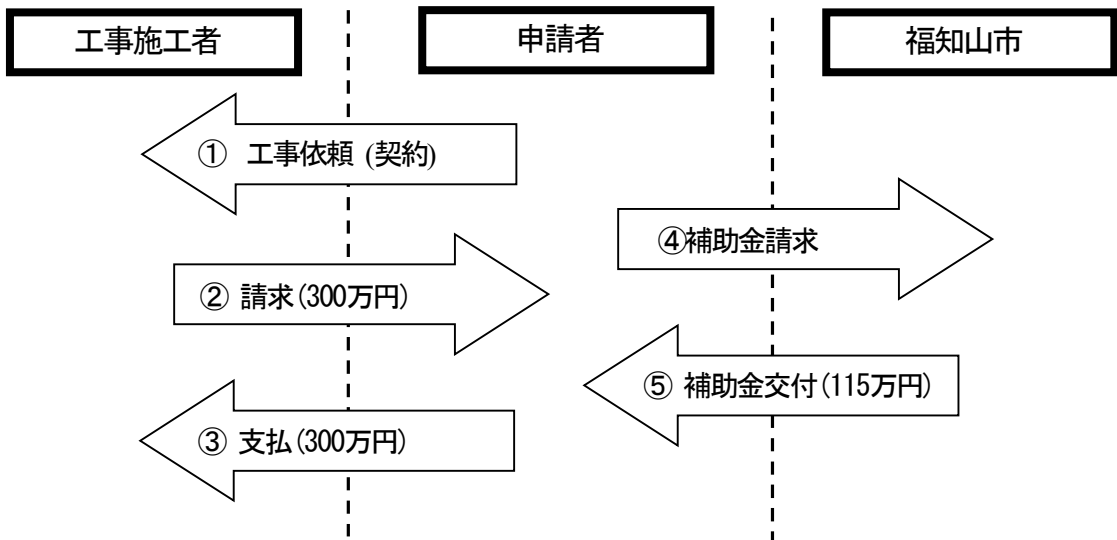 工事施工者
申請者
福知山市
① 工事依頼 (契約)
② 請求(300万円)
③ 支払(300万円)
④補助金請求
⑤ 補助金交付(115万円)